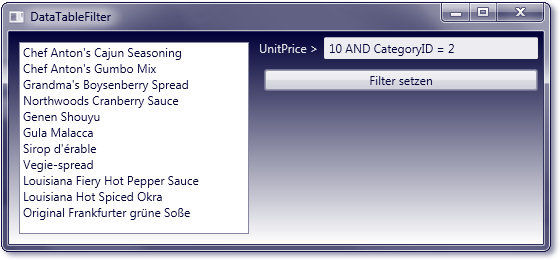 DataTableFilter
Chef Anton's Cajun Seasoning
Chef Anton's Gumbo Mix
Grandma's Boysenberry Spread
Northwoods Cranberry Sauce
Genen Shouyu
Gula Malacca
Sirop d'érable
Vegie-spread
Louisiana Fiery Hot Pepper Sauce
Louisiana Hot Spiced Okra
Original Frankfurter grüne Soße
UnitPrice > 10 AND CategoryID = 2
Filter setzen